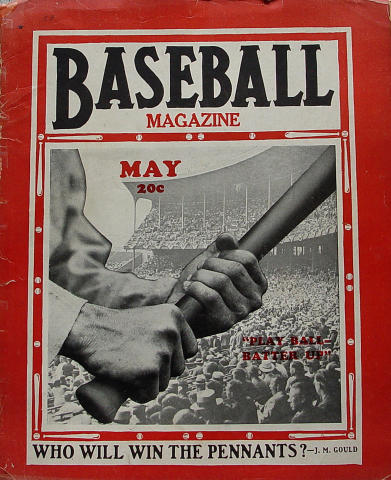 BASEBALL
MAGAZINE
MAY
20c
"PLAY BALL—
BATTER UP"
WHO WILL WIN THE PENNANTS?—J. M. GOULD